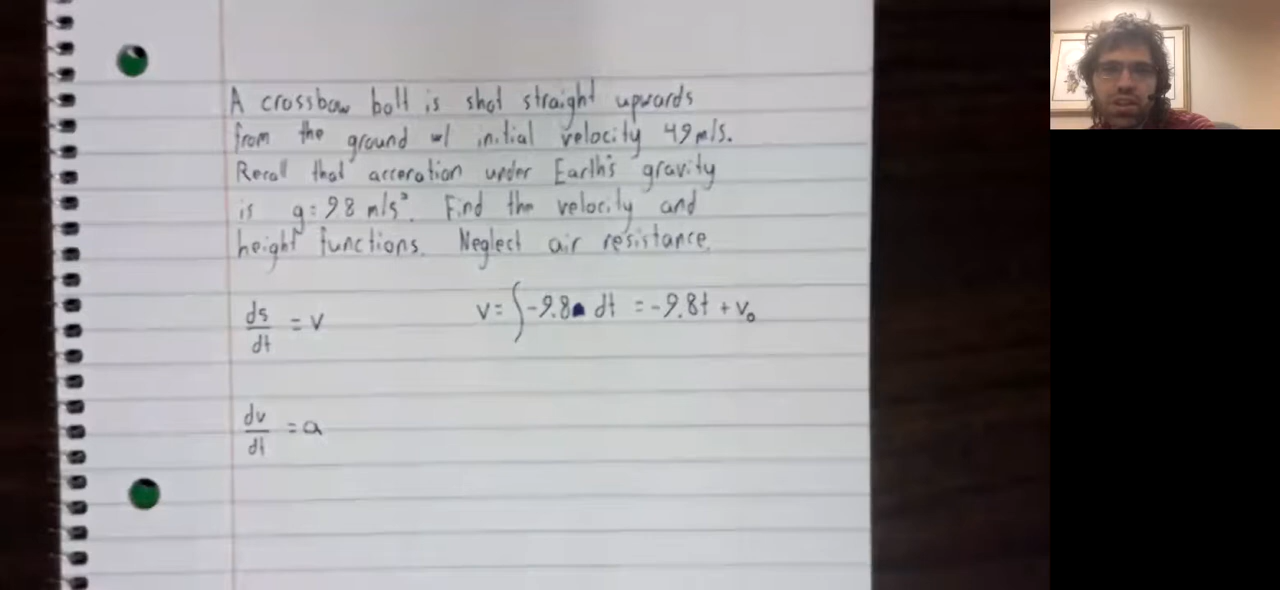 A crossbow bolt is shot straight upwards
from the ground w/ initial velocity 49 m/s.
Recall that acceration under Earth's gravity
is g = 9.8 m/s². Find the velocity and
height functions. Neglect air resistance.
ds/dt = v
v = ∫ -9.8 dt = -9.8t + v₀
dv/dt = a